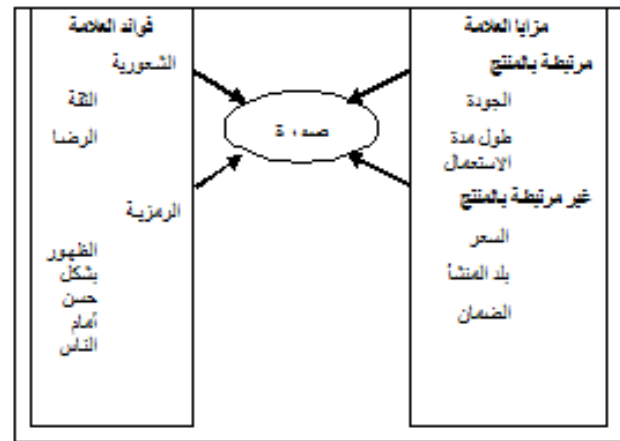 مزايا العلامة
مرتبطة بالمنتج
الجودة
طول مدة
الاستعمال
غير مرتبطة بالمنتج
السعر
بلد المنشأ
الضمان
فوائد العلامة
الشعورية
الثقة
الرضا
الرمزية
الظهور
بشكل
حسن
أمام
الناس